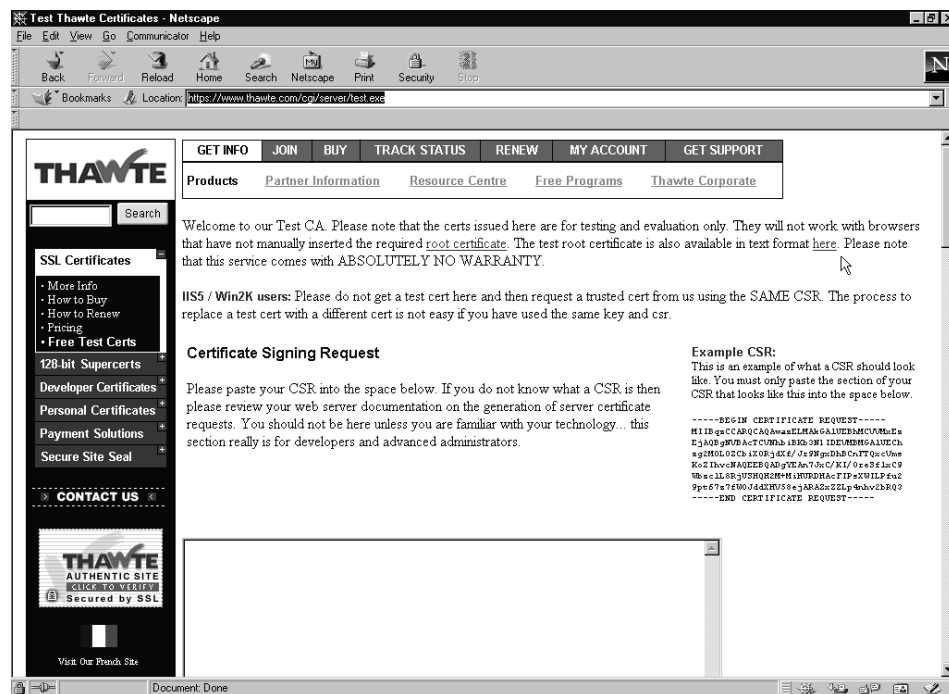 Test Thawte Certificates - Netscape
File Edit View Go Communicator Help
Back Forward Reload Home Search Netscape Print Security Stop
Bookmarks Location: https://www.thawte.com/cgi/server/test.exe
THAWTE
GET INFO JOIN BUY TRACK STATUS RENEW MY ACCOUNT GET SUPPORT
Products Partner Information Resource Centre Free Programs Thawte Corporate
Search
SSL Certificates
· More Info
· How to Buy
· How to Renew
· Pricing
· Free Test Certs
128-bit Supercerts
Developer Certificates
Personal Certificates
Payment Solutions
Secure Site Seal
CONTACT US
THAWTE
AUTHENTIC SITE
CLICK TO VERIFY
Secured by SSL
Visit Our French Site
Welcome to our Test CA. Please note that the certs issued here are for testing and evaluation only. They will not work with browsers
that have not manually inserted the required root certificate. The test root certificate is also available in text format here. Please note
that this service comes with ABSOLUTELY NO WARRANTY.
IIS5 / Win2K users: Please do not get a test cert here and then request a trusted cert from us using the SAME CSR. The process to
replace a test cert with a different cert is not easy if you have used the same key and csr.
Certificate Signing Request
Please paste your CSR into the space below. If you do not know what a CSR is then
please review your web server documentation on the generation of server certificate
requests. You should not be here unless you are familiar with your technology... this
section really is for developers and advanced administrators.
Example CSR:
This is an example of what a CSR should look
like. You must only paste the section of your
CSR that looks like this into the space below.
-----BEGIN CERTIFICATE REQUEST-----
-----END CERTIFICATE REQUEST-----
Document: Done